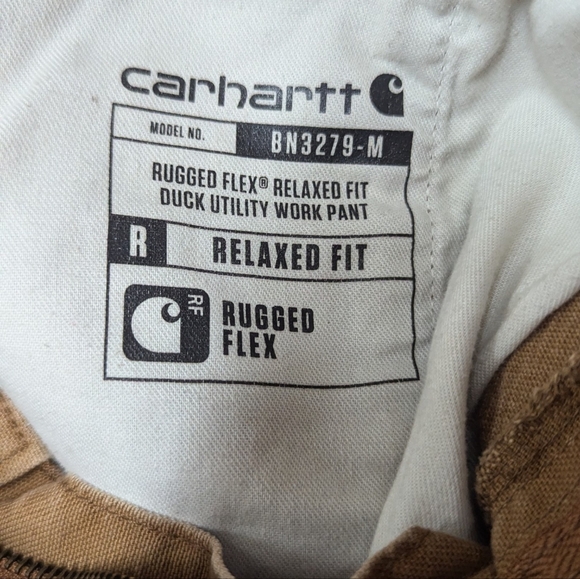 carhartt
MODEL NO. BN3279-M
RUGGED FLEX® RELAXED FIT
DUCK UTILITY WORK PANT
R RELAXED FIT
RF
RUGGED
FLEX